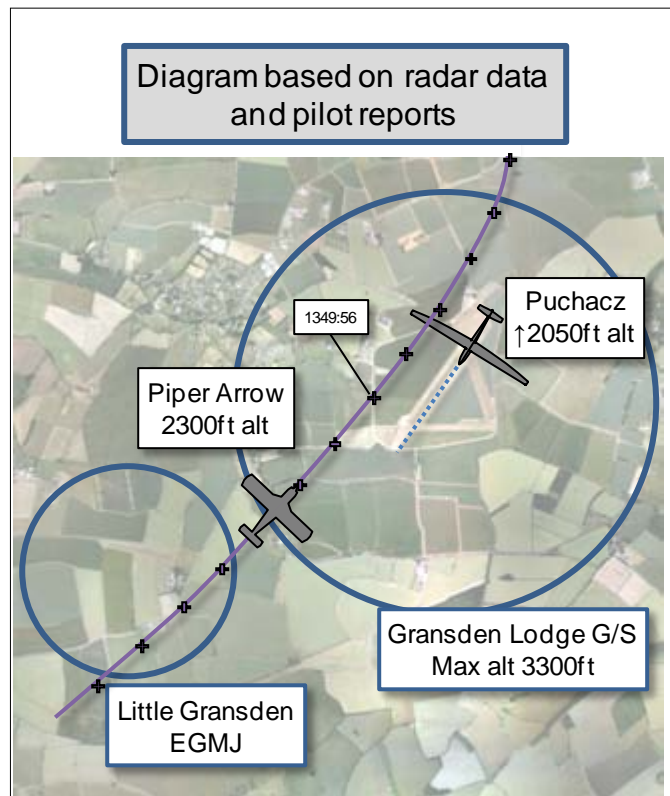 Diagram based on radar data
and pilot reports
Puchacz
↑2050ft alt
1349:56
Piper Arrow
2300ft alt
Gransden Lodge G/S
Max alt 3300ft
Little Gransden
EGMJ